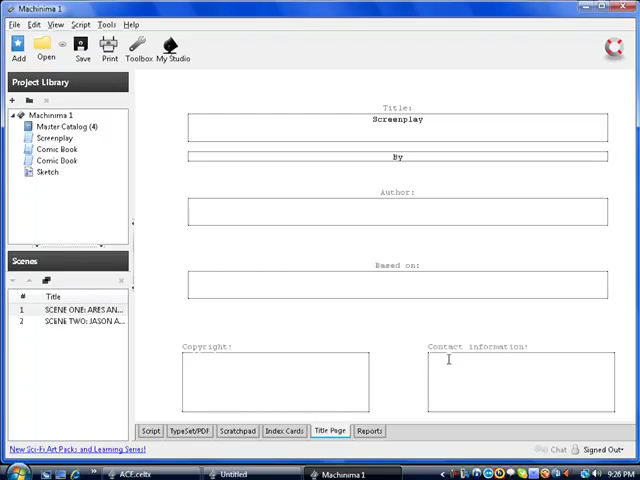 Machinima 1
File Edit View Script Tools Help
Add Open Save Print Toolbox My Studio
Project Library
Machinima 1
Master Catalog (4)
Screenplay
Comic Book
Comic Book
Sketch
Scenes
# Title
1 SCENE ONE: ARES AN...
2 SCENE TWO: JASON A...
Title:
Screenplay
By
Author:
Based on:
Copyright: Contact information:
Script TypeSet/PDF Scratchpad Index Cards Title Page Reports
New Sci-Fi Art Packs and Learning Series!
Chat Signed Out
ACE.celtx Untitled Machinima 1 9:26 PM